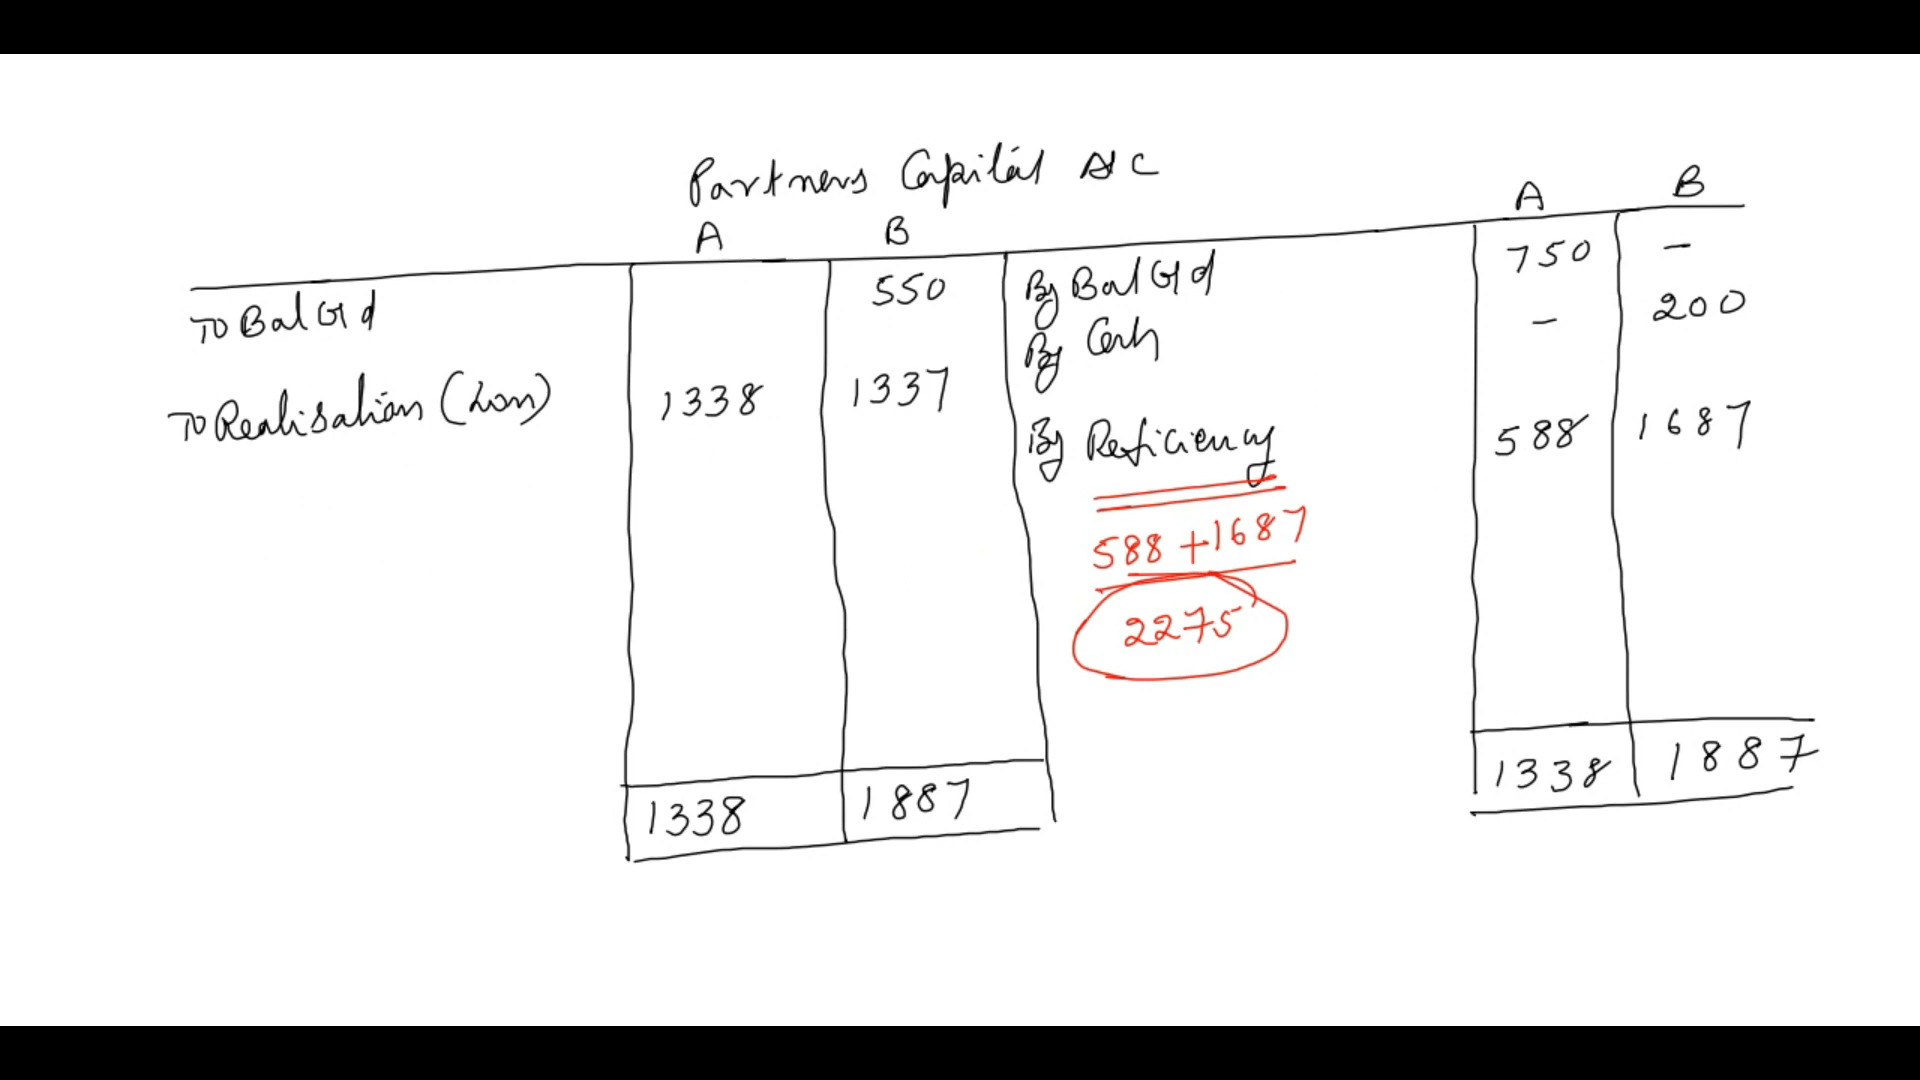 Partners Capital A/c
A B A B
To Bal b/d 550 By Bal b/d 750 -
By Cash - 200
To Realisation (Loss) 1338 1337 By Deficiency 588 1687
588 + 1687
2275
1338 1887 1338 1887